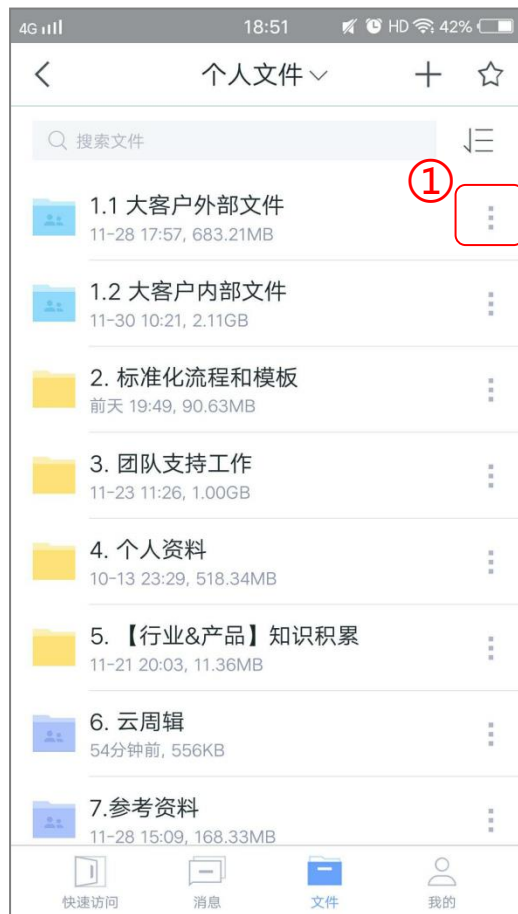 4G 18:51 HD 42%
个人文件
搜索文件
①
1.1 大客户外部文件
11-28 17:57, 683.21MB
1.2 大客户内部文件
11-30 10:21, 2.11GB
2. 标准化流程和模板
前天 19:49, 90.63MB
3. 团队支持工作
11-23 11:26, 1.00GB
4. 个人资料
10-13 23:29, 518.34MB
5. 【行业&产品】知识积累
11-21 20:03, 11.36MB
6. 云周辑
54分钟前, 556KB
7.参考资料
11-28 15:09, 168.33MB
快速访问 消息 文件 我的